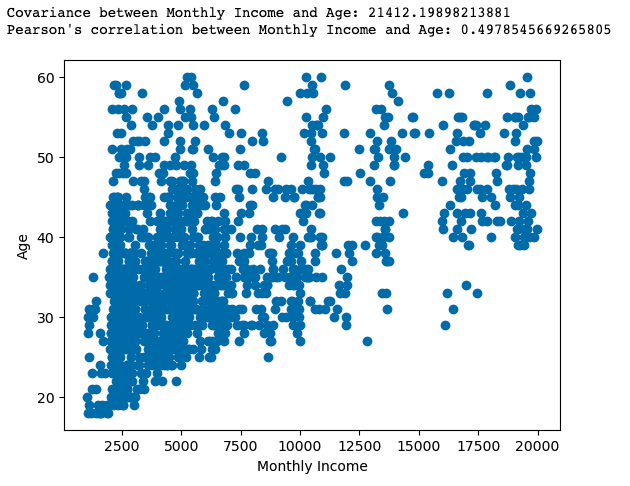 Covariance between Monthly Income and Age: 21412.19898213881
Pearson's correlation between Monthly Income and Age: 0.4978545669265805
60
50
40
30
20
Age
2500 5000 7500 10000 12500 15000 17500 20000
Monthly Income